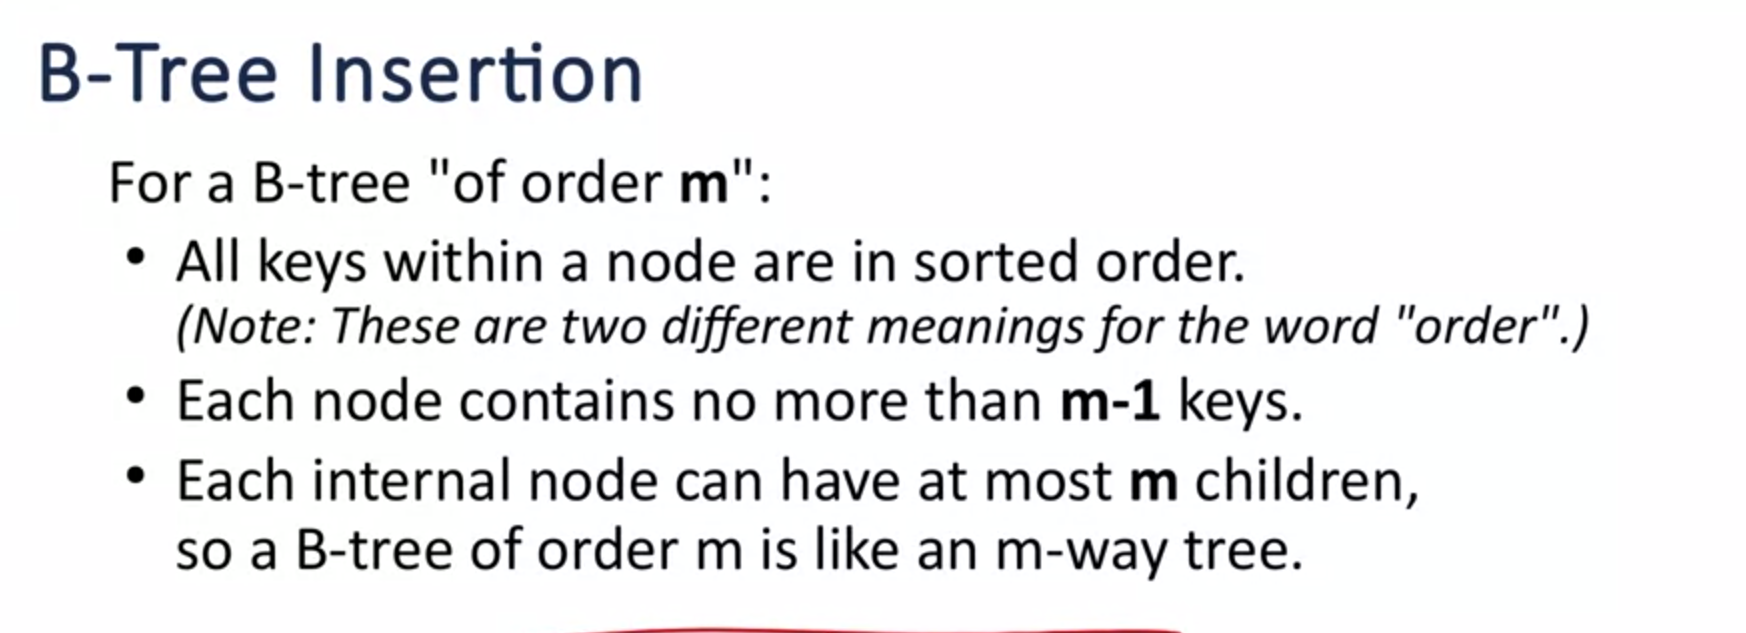 B-Tree Insertion
For a B-tree "of order m":
• All keys within a node are in sorted order.
(Note: These are two different meanings for the word "order".)
• Each node contains no more than m-1 keys.
• Each internal node can have at most m children,
so a B-tree of order m is like an m-way tree.